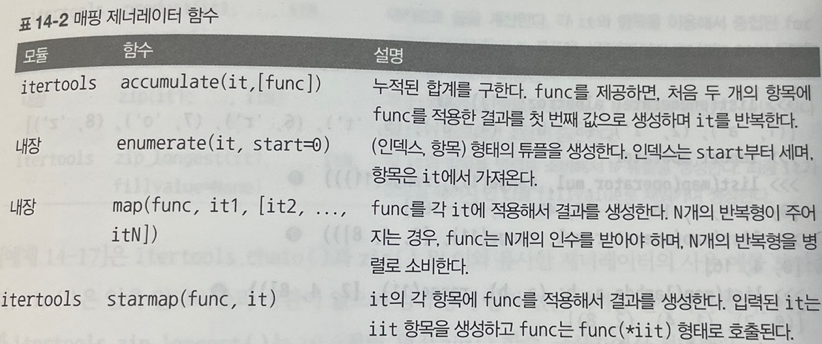 표 14-2 매핑 제너레이터 함수
모듈 함수 설명
itertools accumulate(it,[func]) 누적된 합계를 구한다. func를 제공하면, 처음 두 개의 항목에
func를 적용한 결과를 첫 번째 값으로 생성하며 it를 반복한다.
내장 enumerate(it, start=0) (인덱스, 항목) 형태의 투플을 생성한다. 인덱스는 start부터 세며,
항목은 it에서 가져온다.
내장 map(func, it1, [it2, ..., func를 각 it에 적용해서 결과를 생성한다. N개의 반복형이 주어
itN]) 지는 경우, func는 N개의 인수를 받아야 하며, N개의 반복형을 병
렬로 소비한다.
itertools starmap(func, it) it의 각 항목에 func를 적용해서 결과를 생성한다. 입력된 it는
iit 항목을 생성하고 func는 func(*iit) 형태로 호출된다.